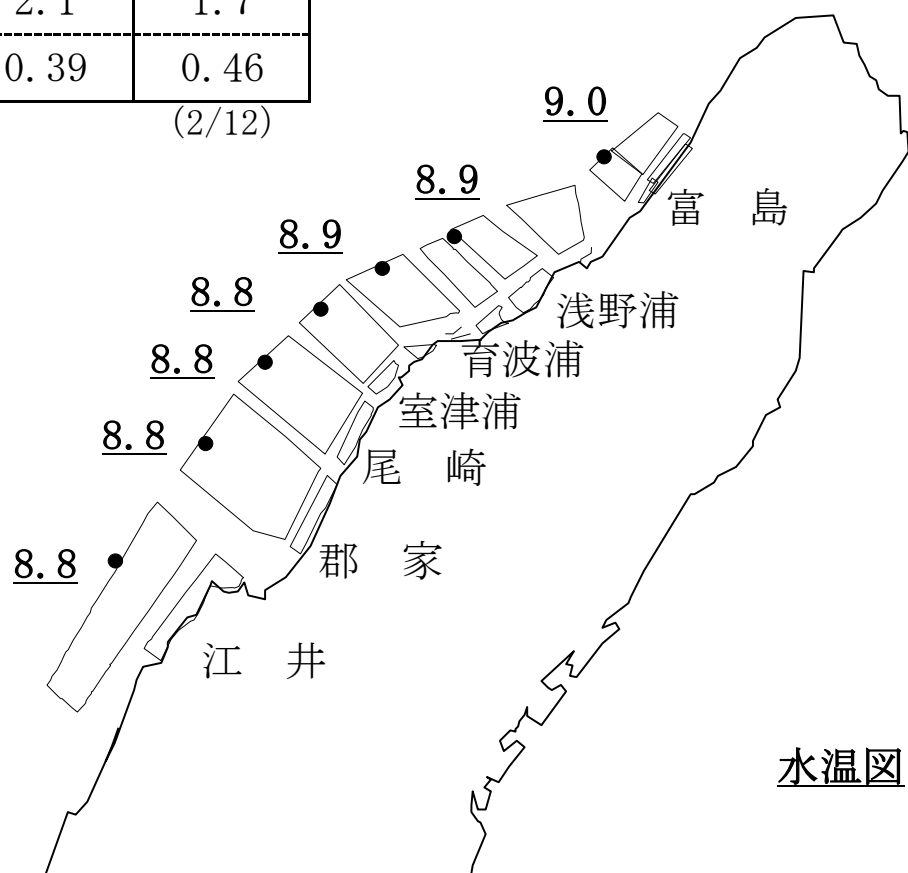 2.1 1.7
0.39 0.46
(2/12)
9.0
8.9
富 島
8.9
8.8
浅野浦
8.8
育波浦
室津浦
8.8
尾 崎
8.8
郡 家
江 井
水温図